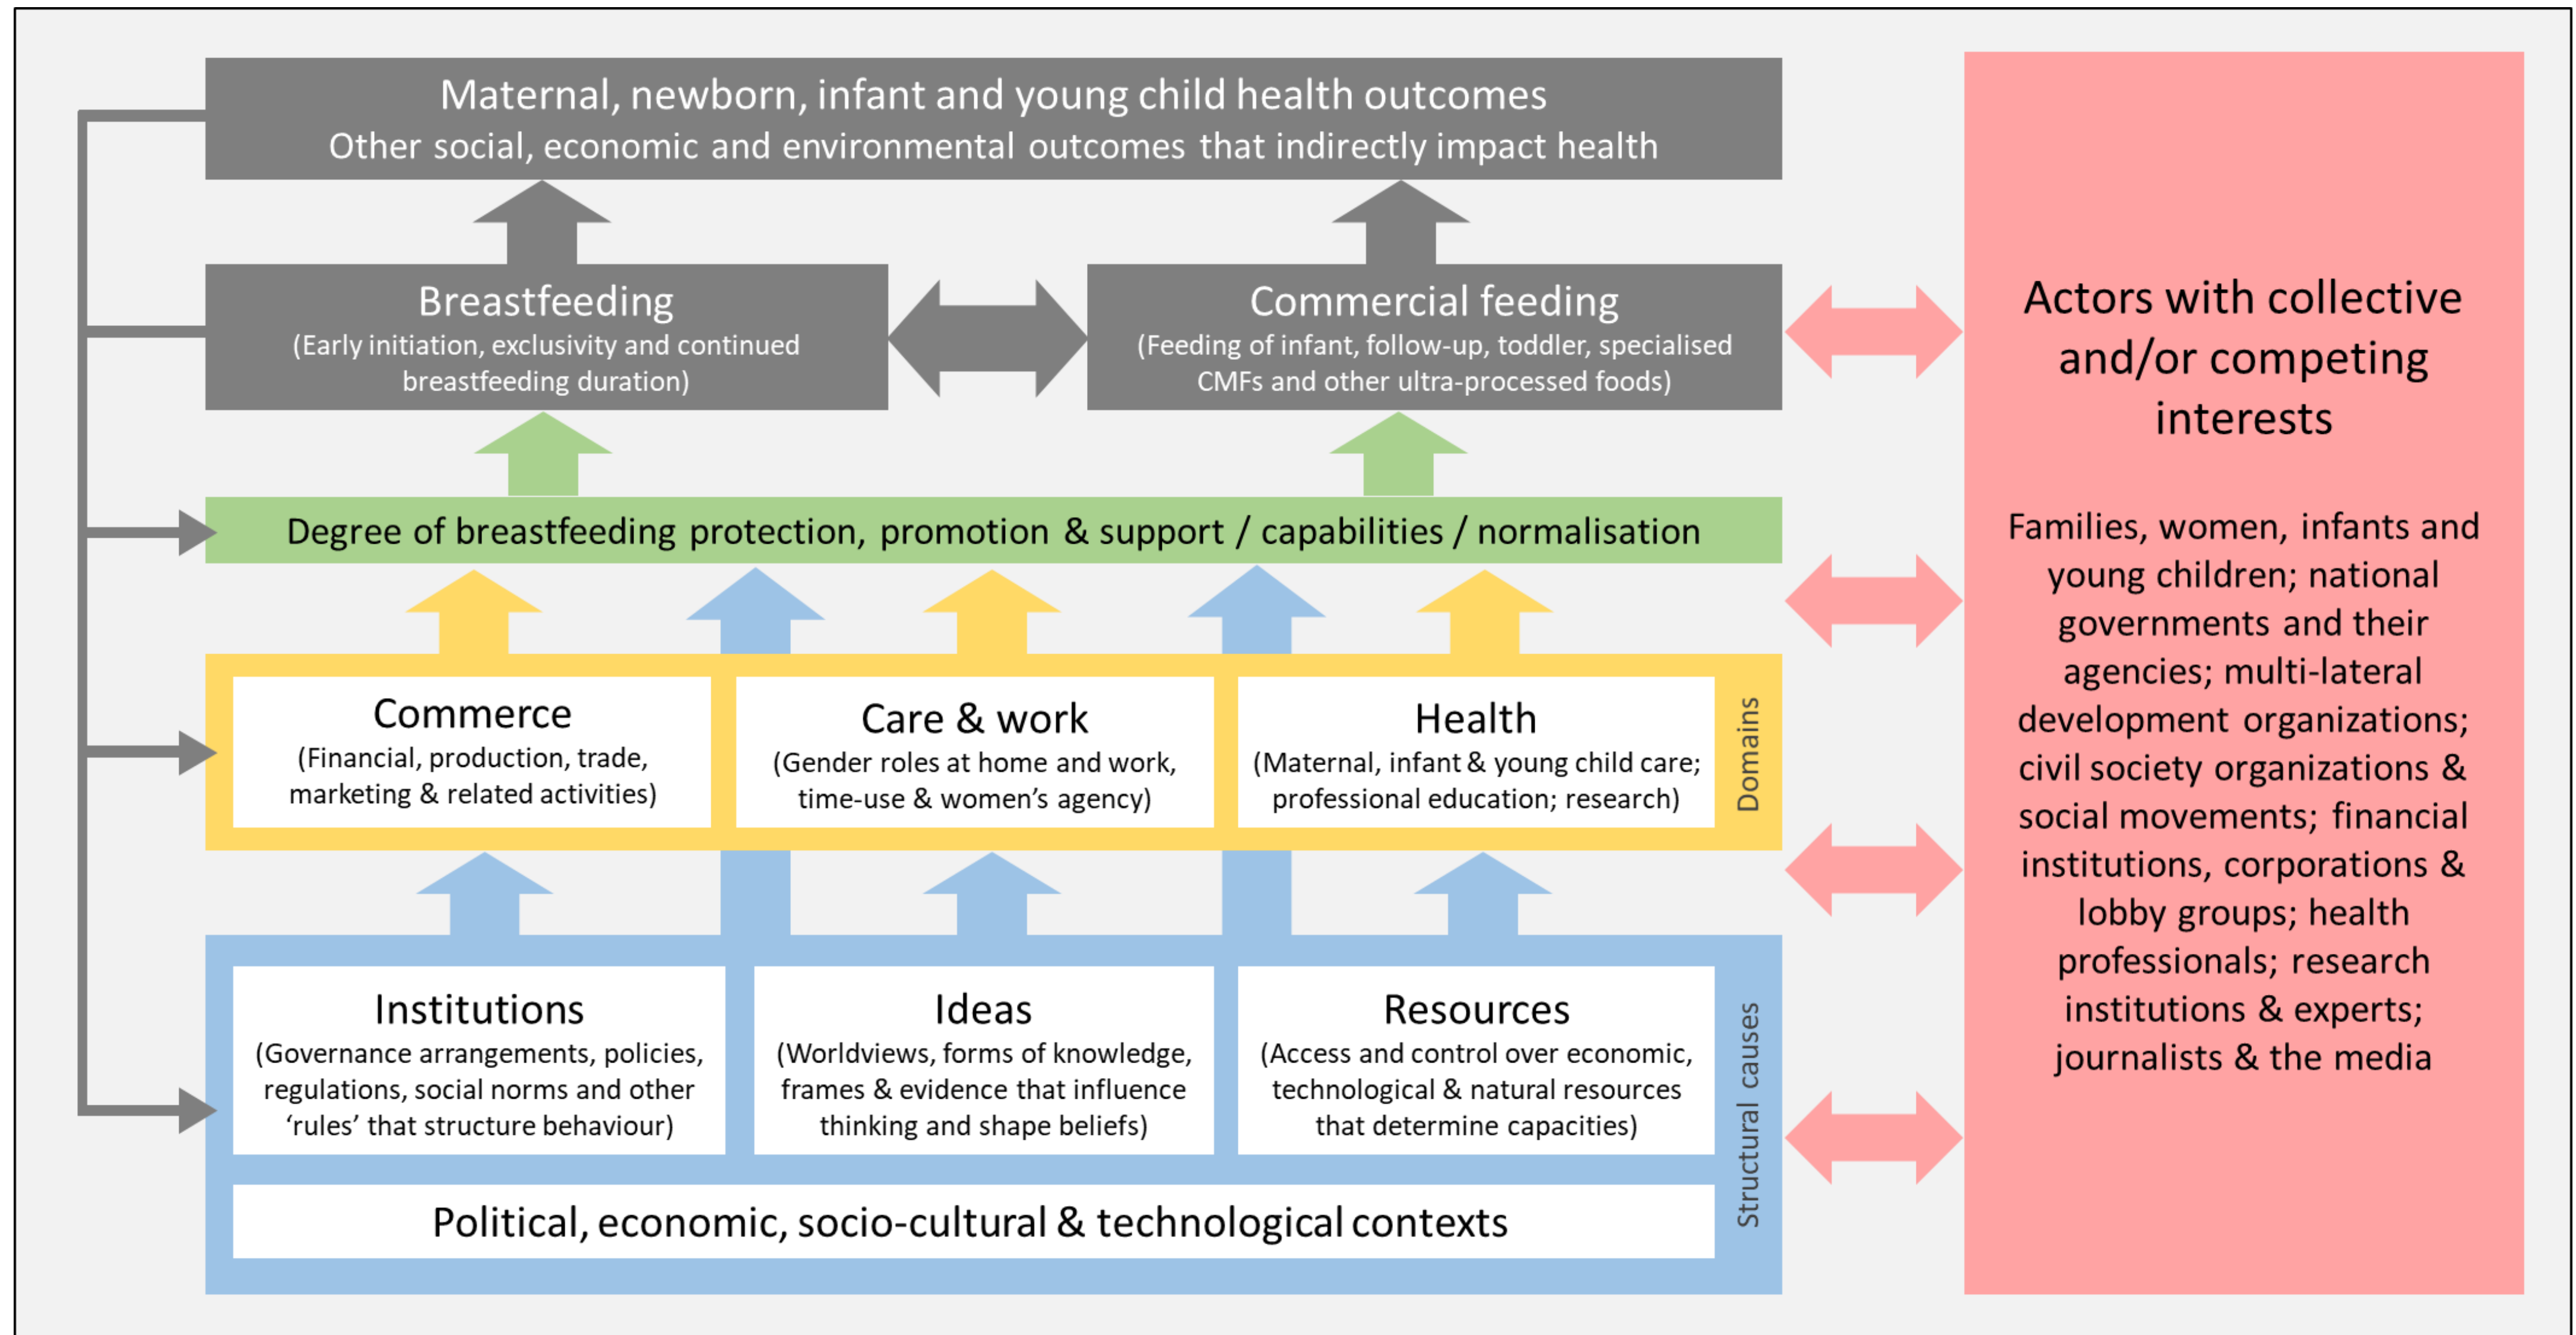 Maternal, newborn, infant and young child health outcomes
Other social, economic and environmental outcomes that indirectly impact health
Breastfeeding
(Early initiation, exclusivity and continued
breastfeeding duration)
Commercial feeding
(Feeding of infant, follow-up, toddler, specialised
CMFs and other ultra-processed foods)
Degree of breastfeeding protection, promotion & support / capabilities / normalisation
Commerce
(Financial, production, trade,
marketing & related activities)
Care & work
(Gender roles at home and work,
time-use & women’s agency)
Health
(Maternal, infant & young child care;
professional education; research)
Domains
Institutions
(Governance arrangements, policies,
regulations, social norms and other
‘rules’ that structure behaviour)
Ideas
(Worldviews, forms of knowledge,
frames & evidence that influence
thinking and shape beliefs)
Resources
(Access and control over economic,
technological & natural resources
that determine capacities)
Structural causes
Political, economic, socio-cultural & technological contexts
Actors with collective
and/or competing
interests
Families, women, infants and
young children; national
governments and their
agencies; multi-lateral
development organizations;
civil society organizations &
social movements; financial
institutions, corporations &
lobby groups; health
professionals; research
institutions & experts;
journalists & the media